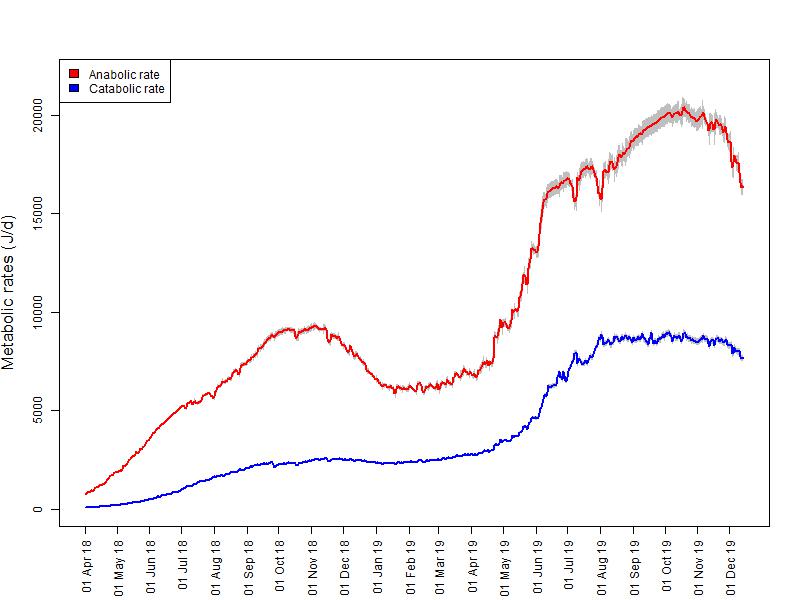 Anabolic rate
Catabolic rate
Metabolic rates (J/d)
20000
15000
10000
5000
0
01 Apr 18
01 May 18
01 Jun 18
01 Jul 18
01 Aug 18
01 Sep 18
01 Oct 18
01 Nov 18
01 Dec 18
01 Jan 19
01 Feb 19
01 Mar 19
01 Apr 19
01 May 19
01 Jun 19
01 Jul 19
01 Aug 19
01 Sep 19
01 Oct 19
01 Nov 19
01 Dec 19